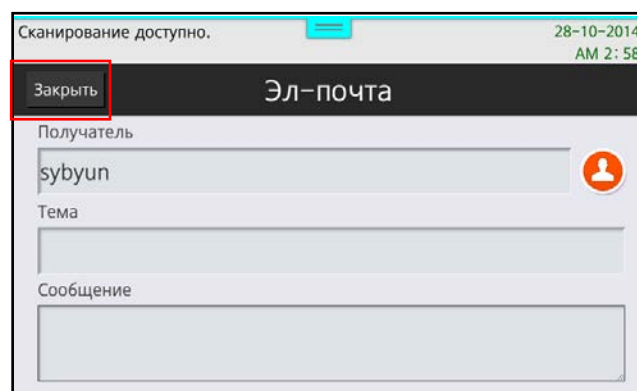 Сканирование доступно.
28-10-2014
AM 2:58
Закрыть
Эл-почта
Получатель
sybyun
Тема
Сообщение